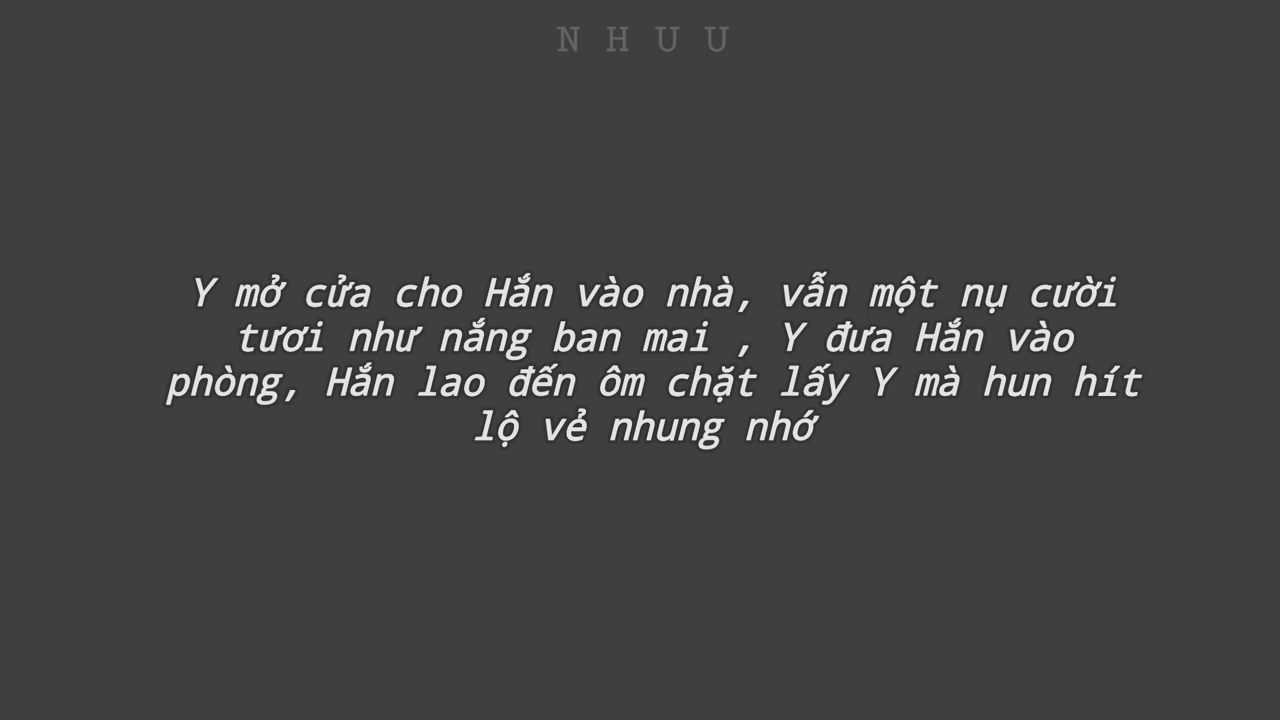 N H U U
Y mở cửa cho Hắn vào nhà, vẫn một nụ cười
tươi như nắng ban mai , Y đưa Hắn vào
phòng, Hắn lao đến ôm chặt lấy Y mà hun hít
lộ vẻ nhung nhớ